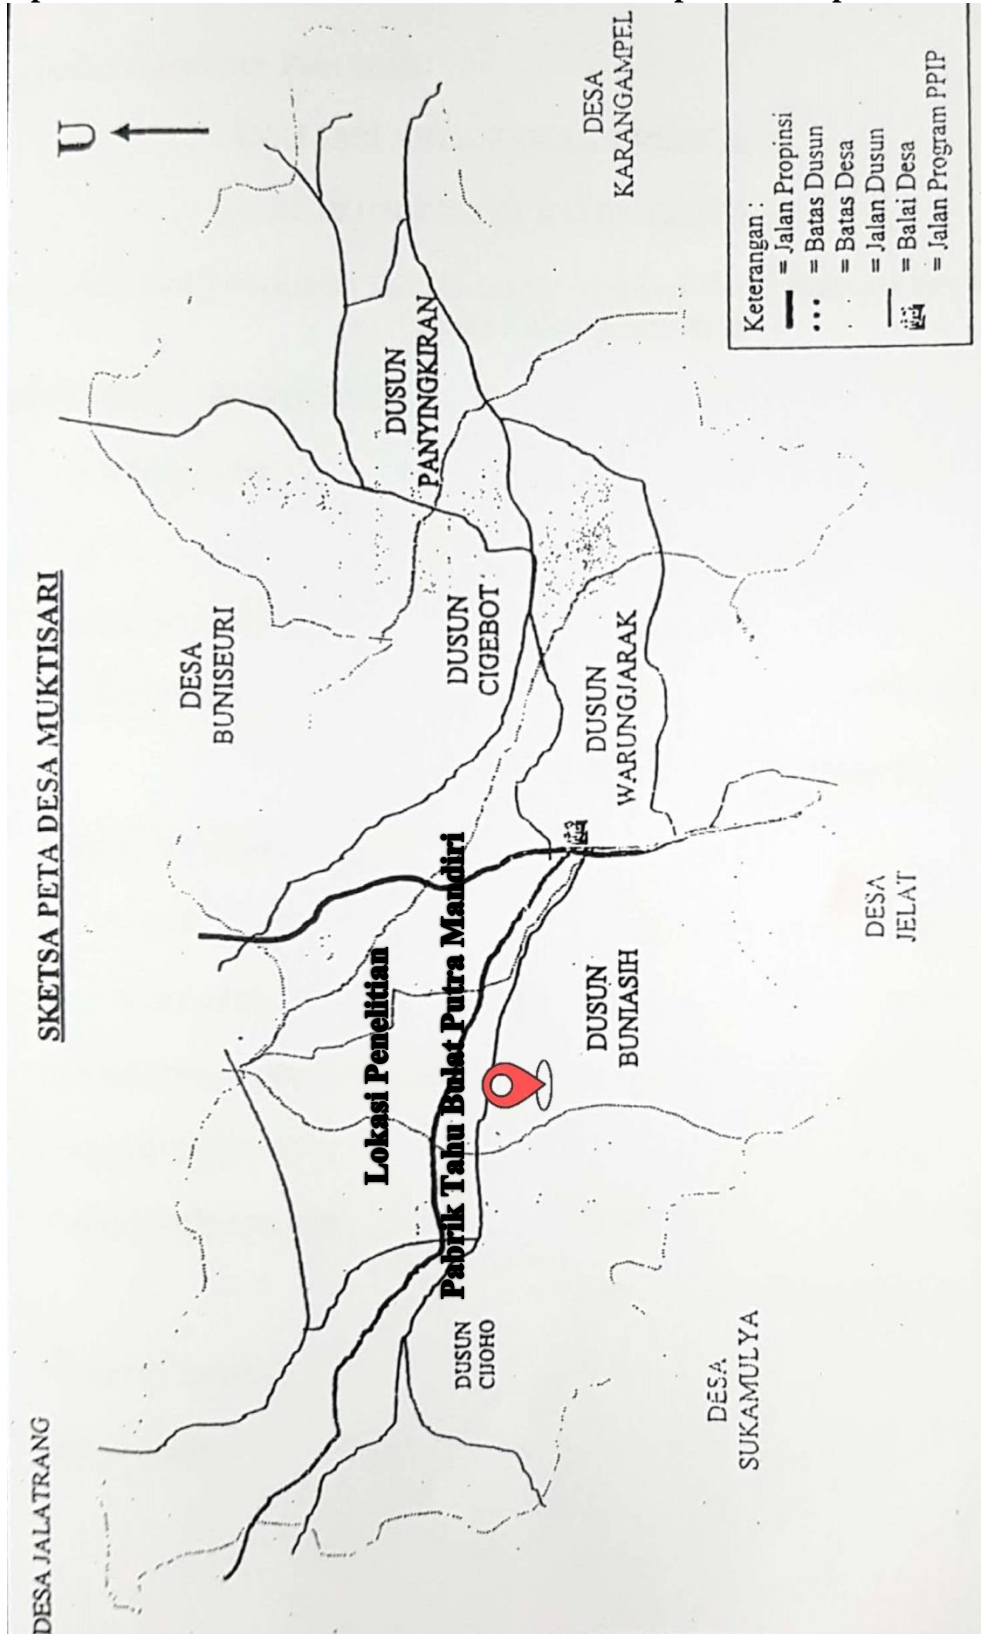 SKETSA PETA DESA MUKTISARI
U
DESA JALATRANG
DESA
BUNISEURI
DESA
KARANGAMPEL
DUSUN
PANYINGKIRAN
DUSUN
CIGEBOT
DUSUN
WARUNGJARAK
Lokasi Penelitian
Pabrik Tahu Bulat Putra Mandiri
DUSUN
BUNIASIH
DUSUN
CIJOHO
DESA
JELAT
DESA
SUKAMULYA
Keterangan :
= Jalan Propinsi
= Batas Dusun
= Batas Desa
= Jalan Dusun
= Balai Desa
= Jalan Program PPIP